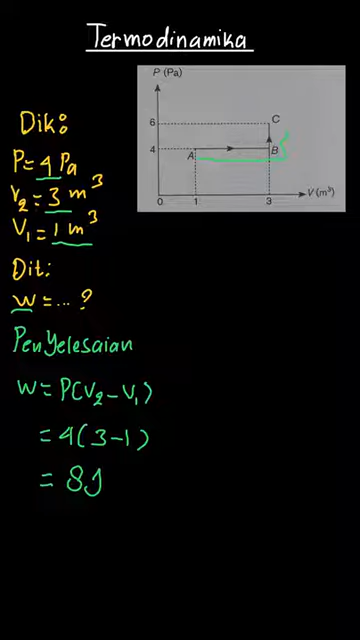 Termodinamika
P (Pa)
6
C
4
A
B
0
1
3
V (m³)
Dik:
P = 4 Pa
V₂ = 3 m³
V₁ = 1 m³
Dit:
W = ... ?
Penyelesaian
W = P(V₂ - V₁)
= 4(3-1)
= 8J